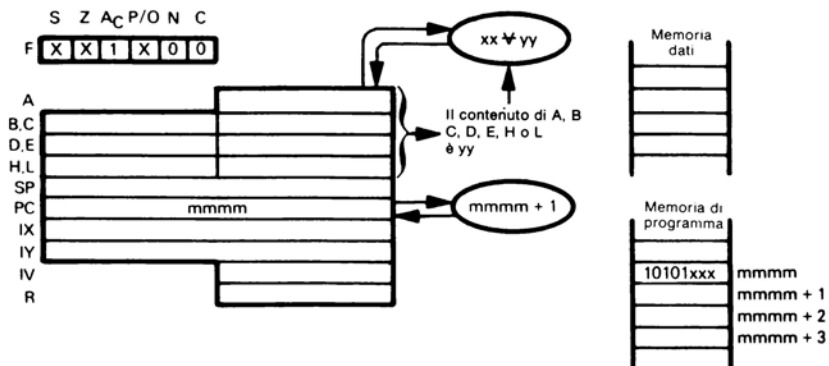 S Z AC P/O N C
F X X 1 X 0 0
xx ⊻ yy
Memoria
dati
A
B,C
D,E
H,L
SP
PC mmmm
IX
IY
IV
R
Il contenuto di A, B
C, D, E, H o L
è yy
mmmm + 1
Memoria di
programma
10101xxx mmmm
mmmm + 1
mmmm + 2
mmmm + 3